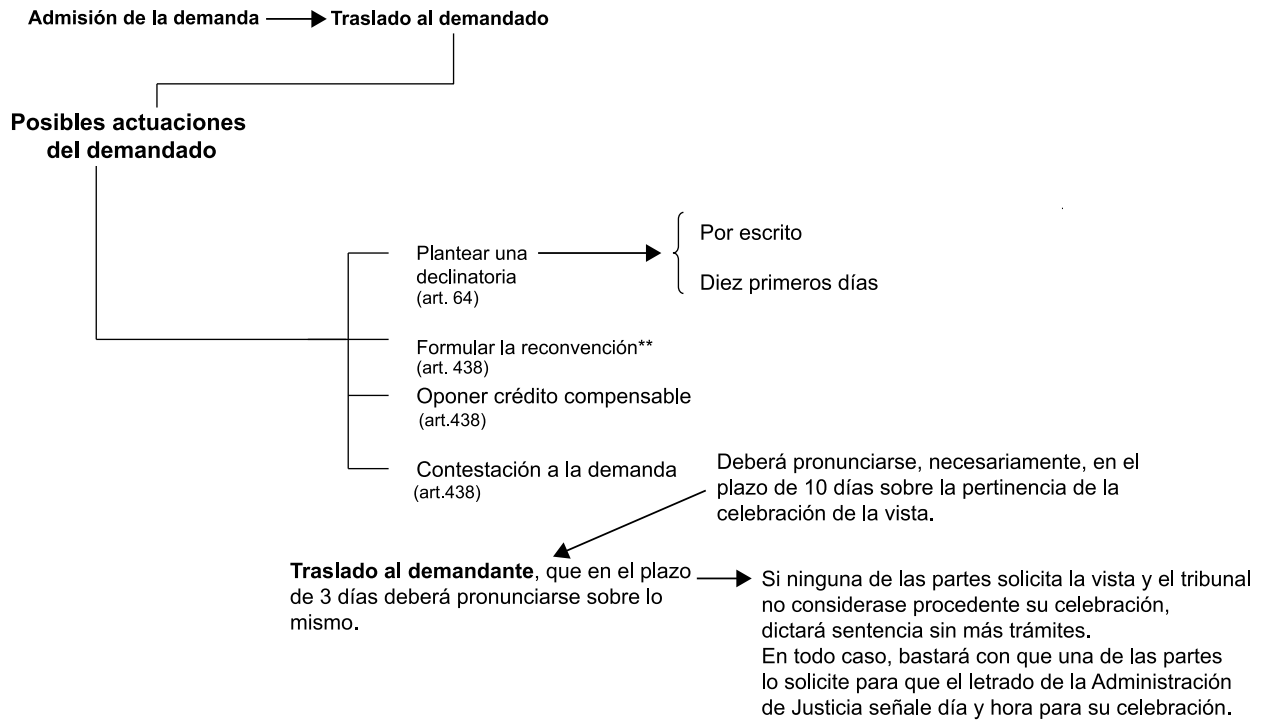 Admisión de la demanda
Traslado al demandado
Posibles actuaciones
del demandado
Plantear una
declinatoria
(art. 64)
Por escrito
Diez primeros días
Formular la reconvención**
(art. 438)
Oponer crédito compensable
(art.438)
Contestación a la demanda
(art.438)
Deberá pronunciarse, necesariamente, en el
plazo de 10 días sobre la pertinencia de la
celebración de la vista.
Traslado al demandante, que en el plazo
de 3 días deberá pronunciarse sobre lo
mismo.
Si ninguna de las partes solicita la vista y el tribunal
no considerase procedente su celebración,
dictará sentencia sin más trámites.
En todo caso, bastará con que una de las partes
lo solicite para que el letrado de la Administración
de Justicia señale día y hora para su celebración.